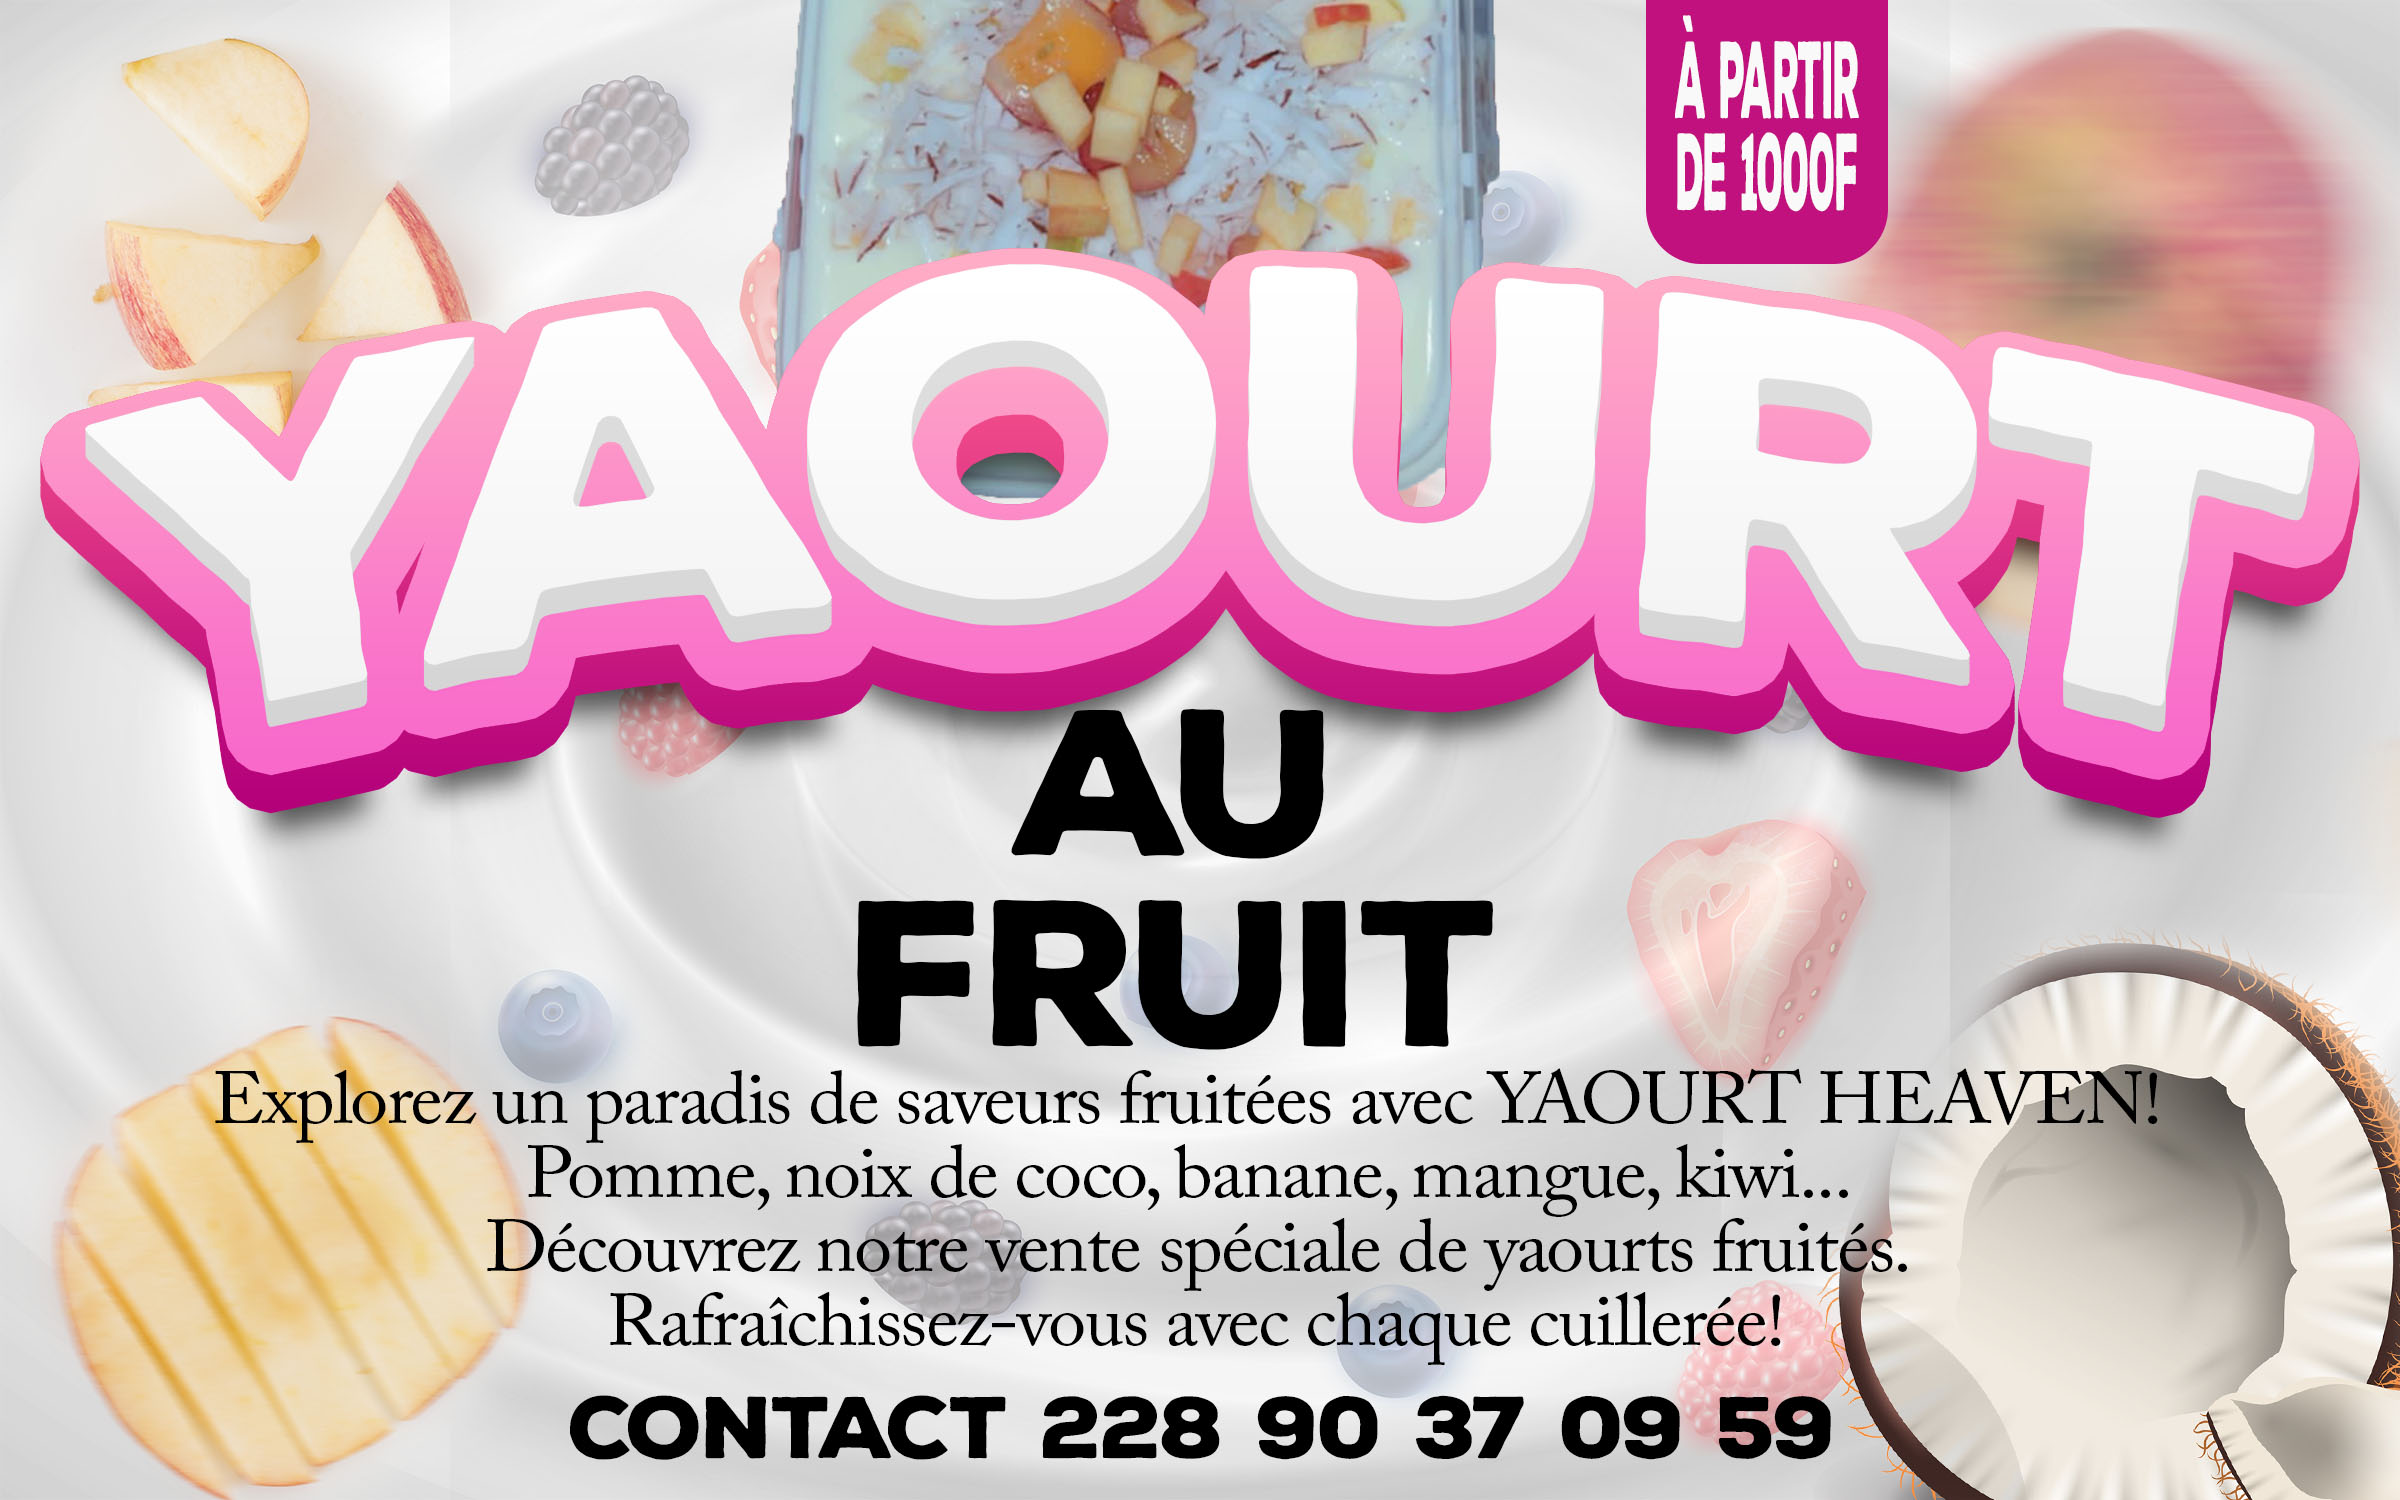 À PARTIR
DE 1000F
YAOURT
AU
FRUIT
Explorez un paradis de saveurs fruitées avec YAOURT HEAVEN!
Pomme, noix de coco, banane, mangue, kiwi...
Découvrez notre vente spéciale de yaourts fruités.
Rafraîchissez-vous avec chaque cuillerée!
CONTACT 228 90 37 09 59